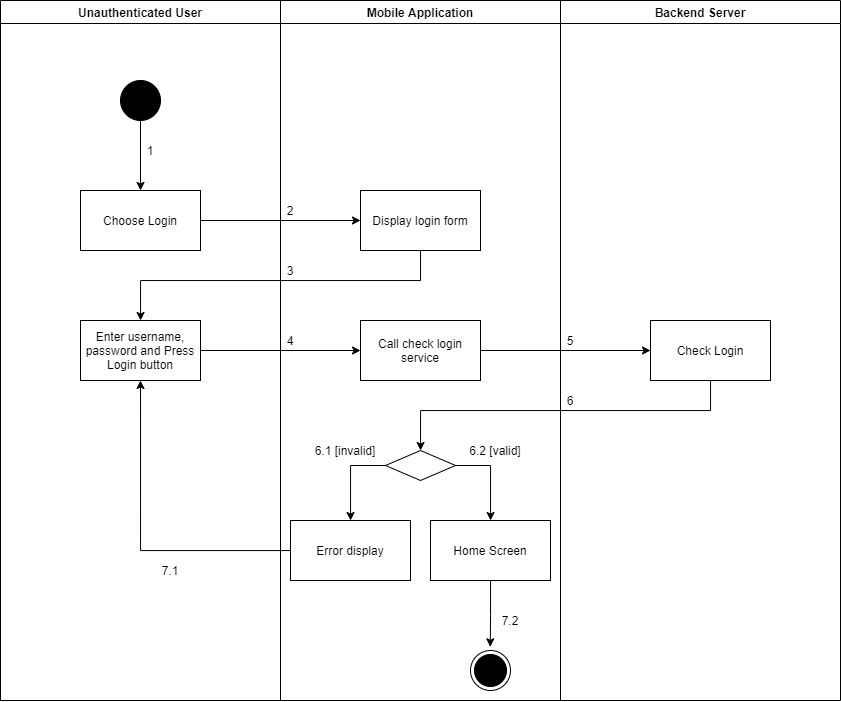 Unauthenticated User
Mobile Application
Backend Server
1
Choose Login
2
Display login form
3
Enter username,
password and Press
Login button
4
Call check login
service
5
Check Login
6
6.1 [invalid]
6.2 [valid]
Error display
Home Screen
7.1
7.2